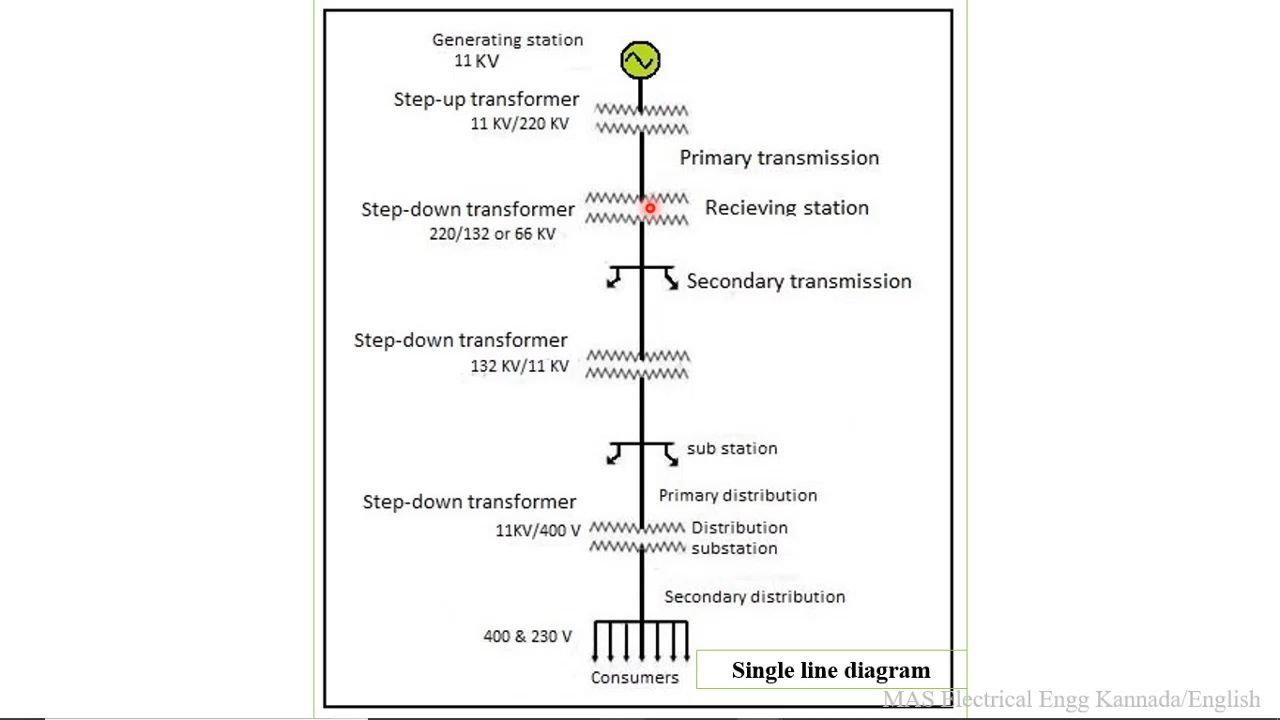 Generating station
11 KV
Step-up transformer
11 KV/220 KV
Primary transmission
Step-down transformer
220/132 or 66 KV
Recieving station
Secondary transmission
Step-down transformer
132 KV/11 KV
sub station
Primary distribution
Step-down transformer
11KV/400 V
Distribution
substation
Secondary distribution
400 & 230 V
Consumers
Single line diagram
MAS Electrical Engg Kannada/English